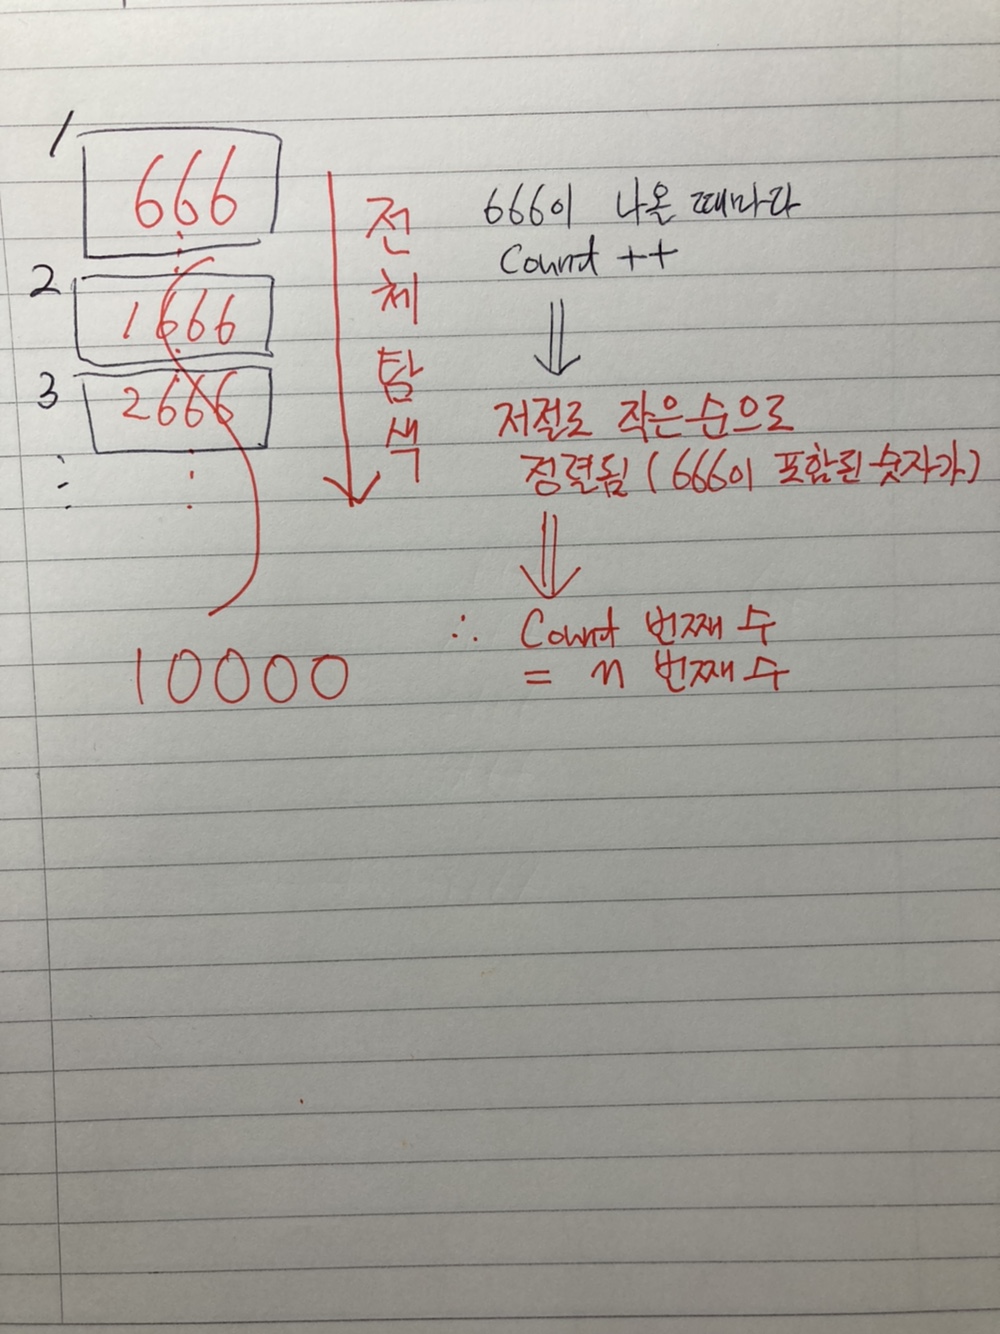 1
666
2
1666
3
2666
전
체
탐
색
666이 나올 때마다
Count ++
저절로 작은순으로
정렬됨 (666이 포함된 숫자가)
∴ Count 번째 수
= n 번째 수
10000